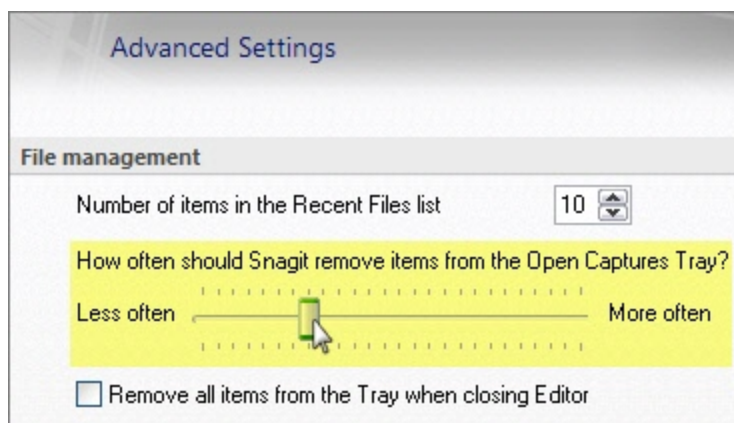 Advanced Settings
File management
Number of items in the Recent Files list 10
How often should Snagit remove items from the Open Captures Tray?
Less often More often
Remove all items from the Tray when closing Editor